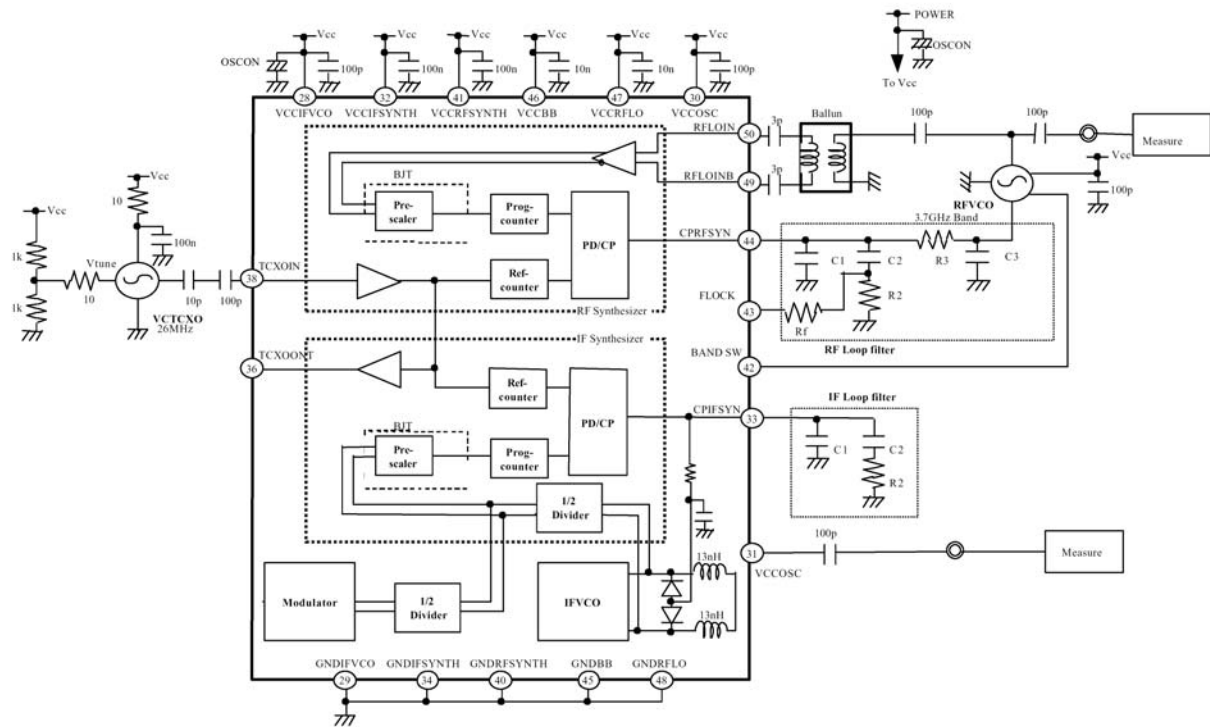 Vcc Vcc Vcc Vcc Vcc Vcc
POWER
OSCON
OSCON
To Vcc
100p 100n 100n 10n 10n 100p
28 32 41 46 47 30
VCCIFVCO VCCIFSYNTH VCCRFSYNTH VCCBB VCCRFLO VCCOSC
RFLOIN 50 3p Ballun 100p 100p
Measure
BJT
Pre-
scaler
Prog-
counter
PD/CP
RFLOINB 49 3p
RFVCO
Vcc
100p
3.7GHz Band
Vcc
10
100n
Vcc
1k
Vtune
1k
10
VCTCXO
26MHz
10p 100p
TCXOIN
38
Ref-
counter
RF Synthesizer
CPRFSYN 44
C1 C2 R3 C3
R2
FLOCK 43
Rf
RF Loop filter
BAND SW 42
36
TCXOONT
IF Synthesizer
Ref-
counter
PD/CP
CPIFSYN 33
IF Loop filter
C1 C2
R2
BJT
Pre-
scaler
Prog-
counter
1/2
Divider
31
VCCOSC
100p
Measure
Modulator
1/2
Divider
IFVCO
13nH
13nH
GNDIFVCO GNDIFSYNTH GNDRFSYNTH GNDBB GNDRFLO
29 34 40 45 48